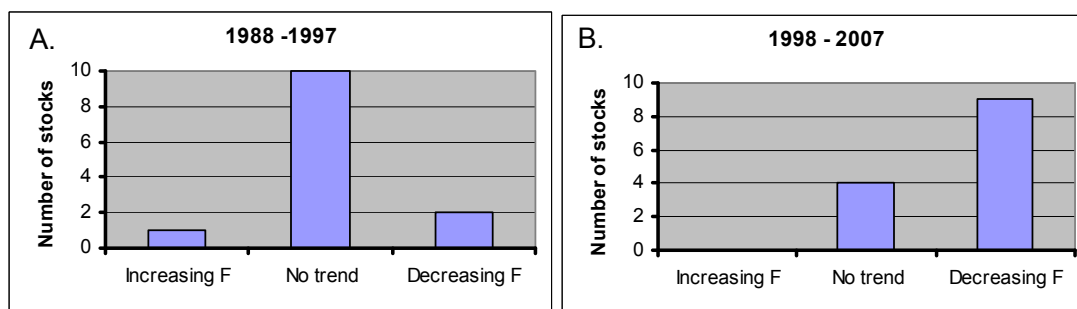 A.
1988 -1997
Number of stocks
10
8
6
4
2
0
Increasing F
No trend
Decreasing F
B.
1998 - 2007
Number of stocks
10
8
6
4
2
0
Increasing F
No trend
Decreasing F